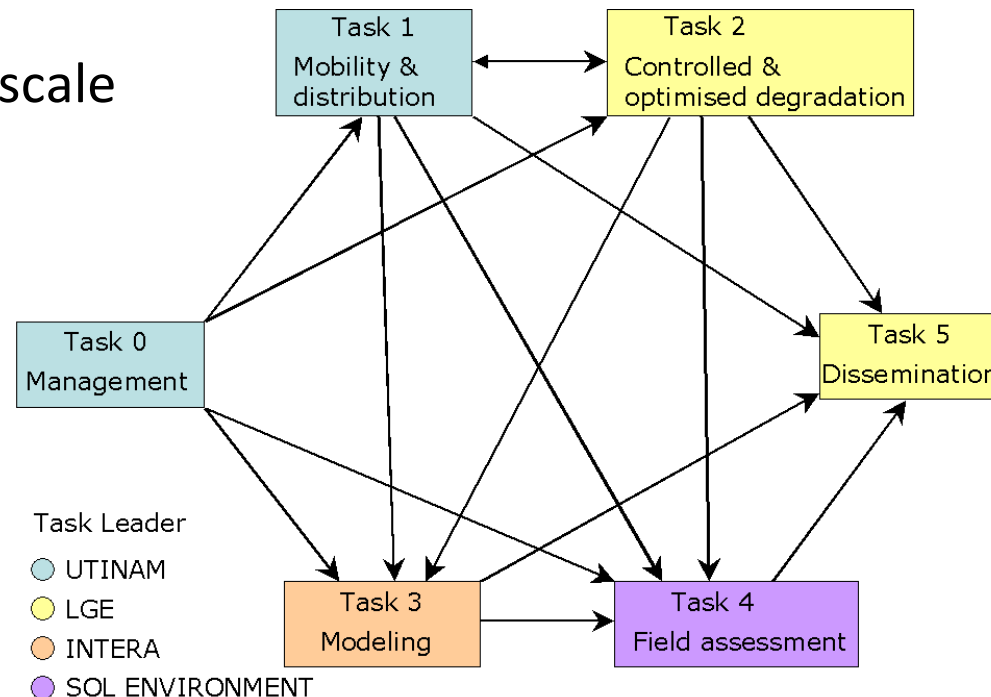 scale
Task 1
Mobility &
distribution
Task 2
Controlled &
optimised degradation
Task 0
Management
Task 5
Dissemination
Task Leader
UTINAM
LGE
INTERA
SOL ENVIRONMENT
Task 3
Modeling
Task 4
Field assessment